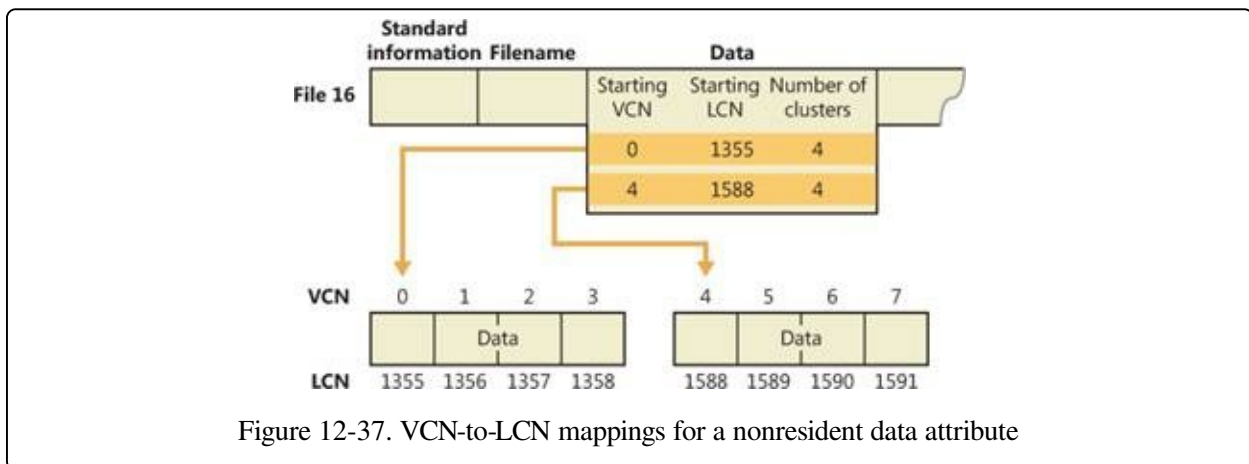 Standard
information Filename Data
File 16
Starting VCN Starting LCN Number of clusters
0 1355 4
4 1588 4
VCN 0 1 2 3 4 5 6 7
Data Data
LCN 1355 1356 1357 1358 1588 1589 1590 1591
Figure 12-37. VCN-to-LCN mappings for a nonresident data attribute